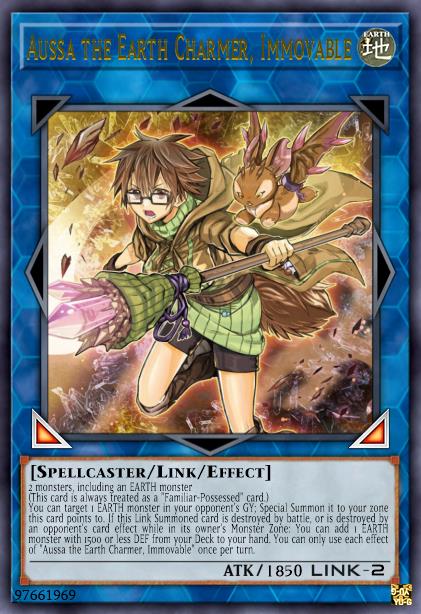 Aussa the Earth Charmer, Immovable
EARTH
地
[Spellcaster/Link/Effect]
2 monsters, including an EARTH monster
(This card is always treated as a "Familiar-Possessed" card.)
You can target 1 EARTH monster in your opponent's GY; Special Summon it to your zone
this card points to. If this Link Summoned card is destroyed by battle, or is destroyed by
an opponent's card effect while in its owner's Monster Zone: You can add 1 EARTH
monster with 1500 or less DEF from your Deck to your hand. You can only use each effect
of "Aussa the Earth Charmer, Immovable" once per turn.
ATK/1850 LINK-2
97661969